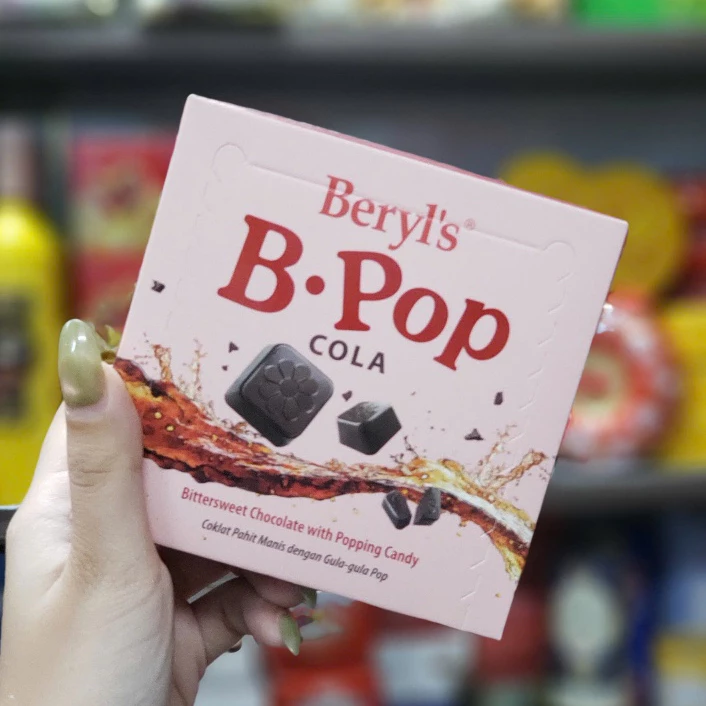 Beryl's®
B•Pop
COLA
Bittersweet Chocolate with Popping Candy
Coklat Pahit Manis dengan Gula-gula Pop